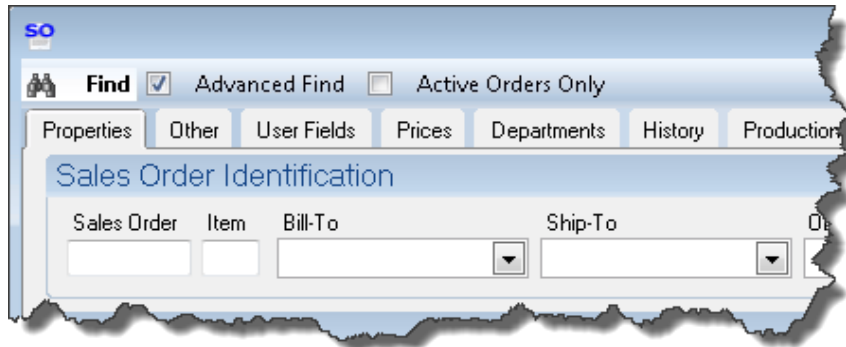 SO
Find Advanced Find Active Orders Only
Properties Other User Fields Prices Departments History Production
Sales Order Identification
Sales Order Item Bill-To Ship-To